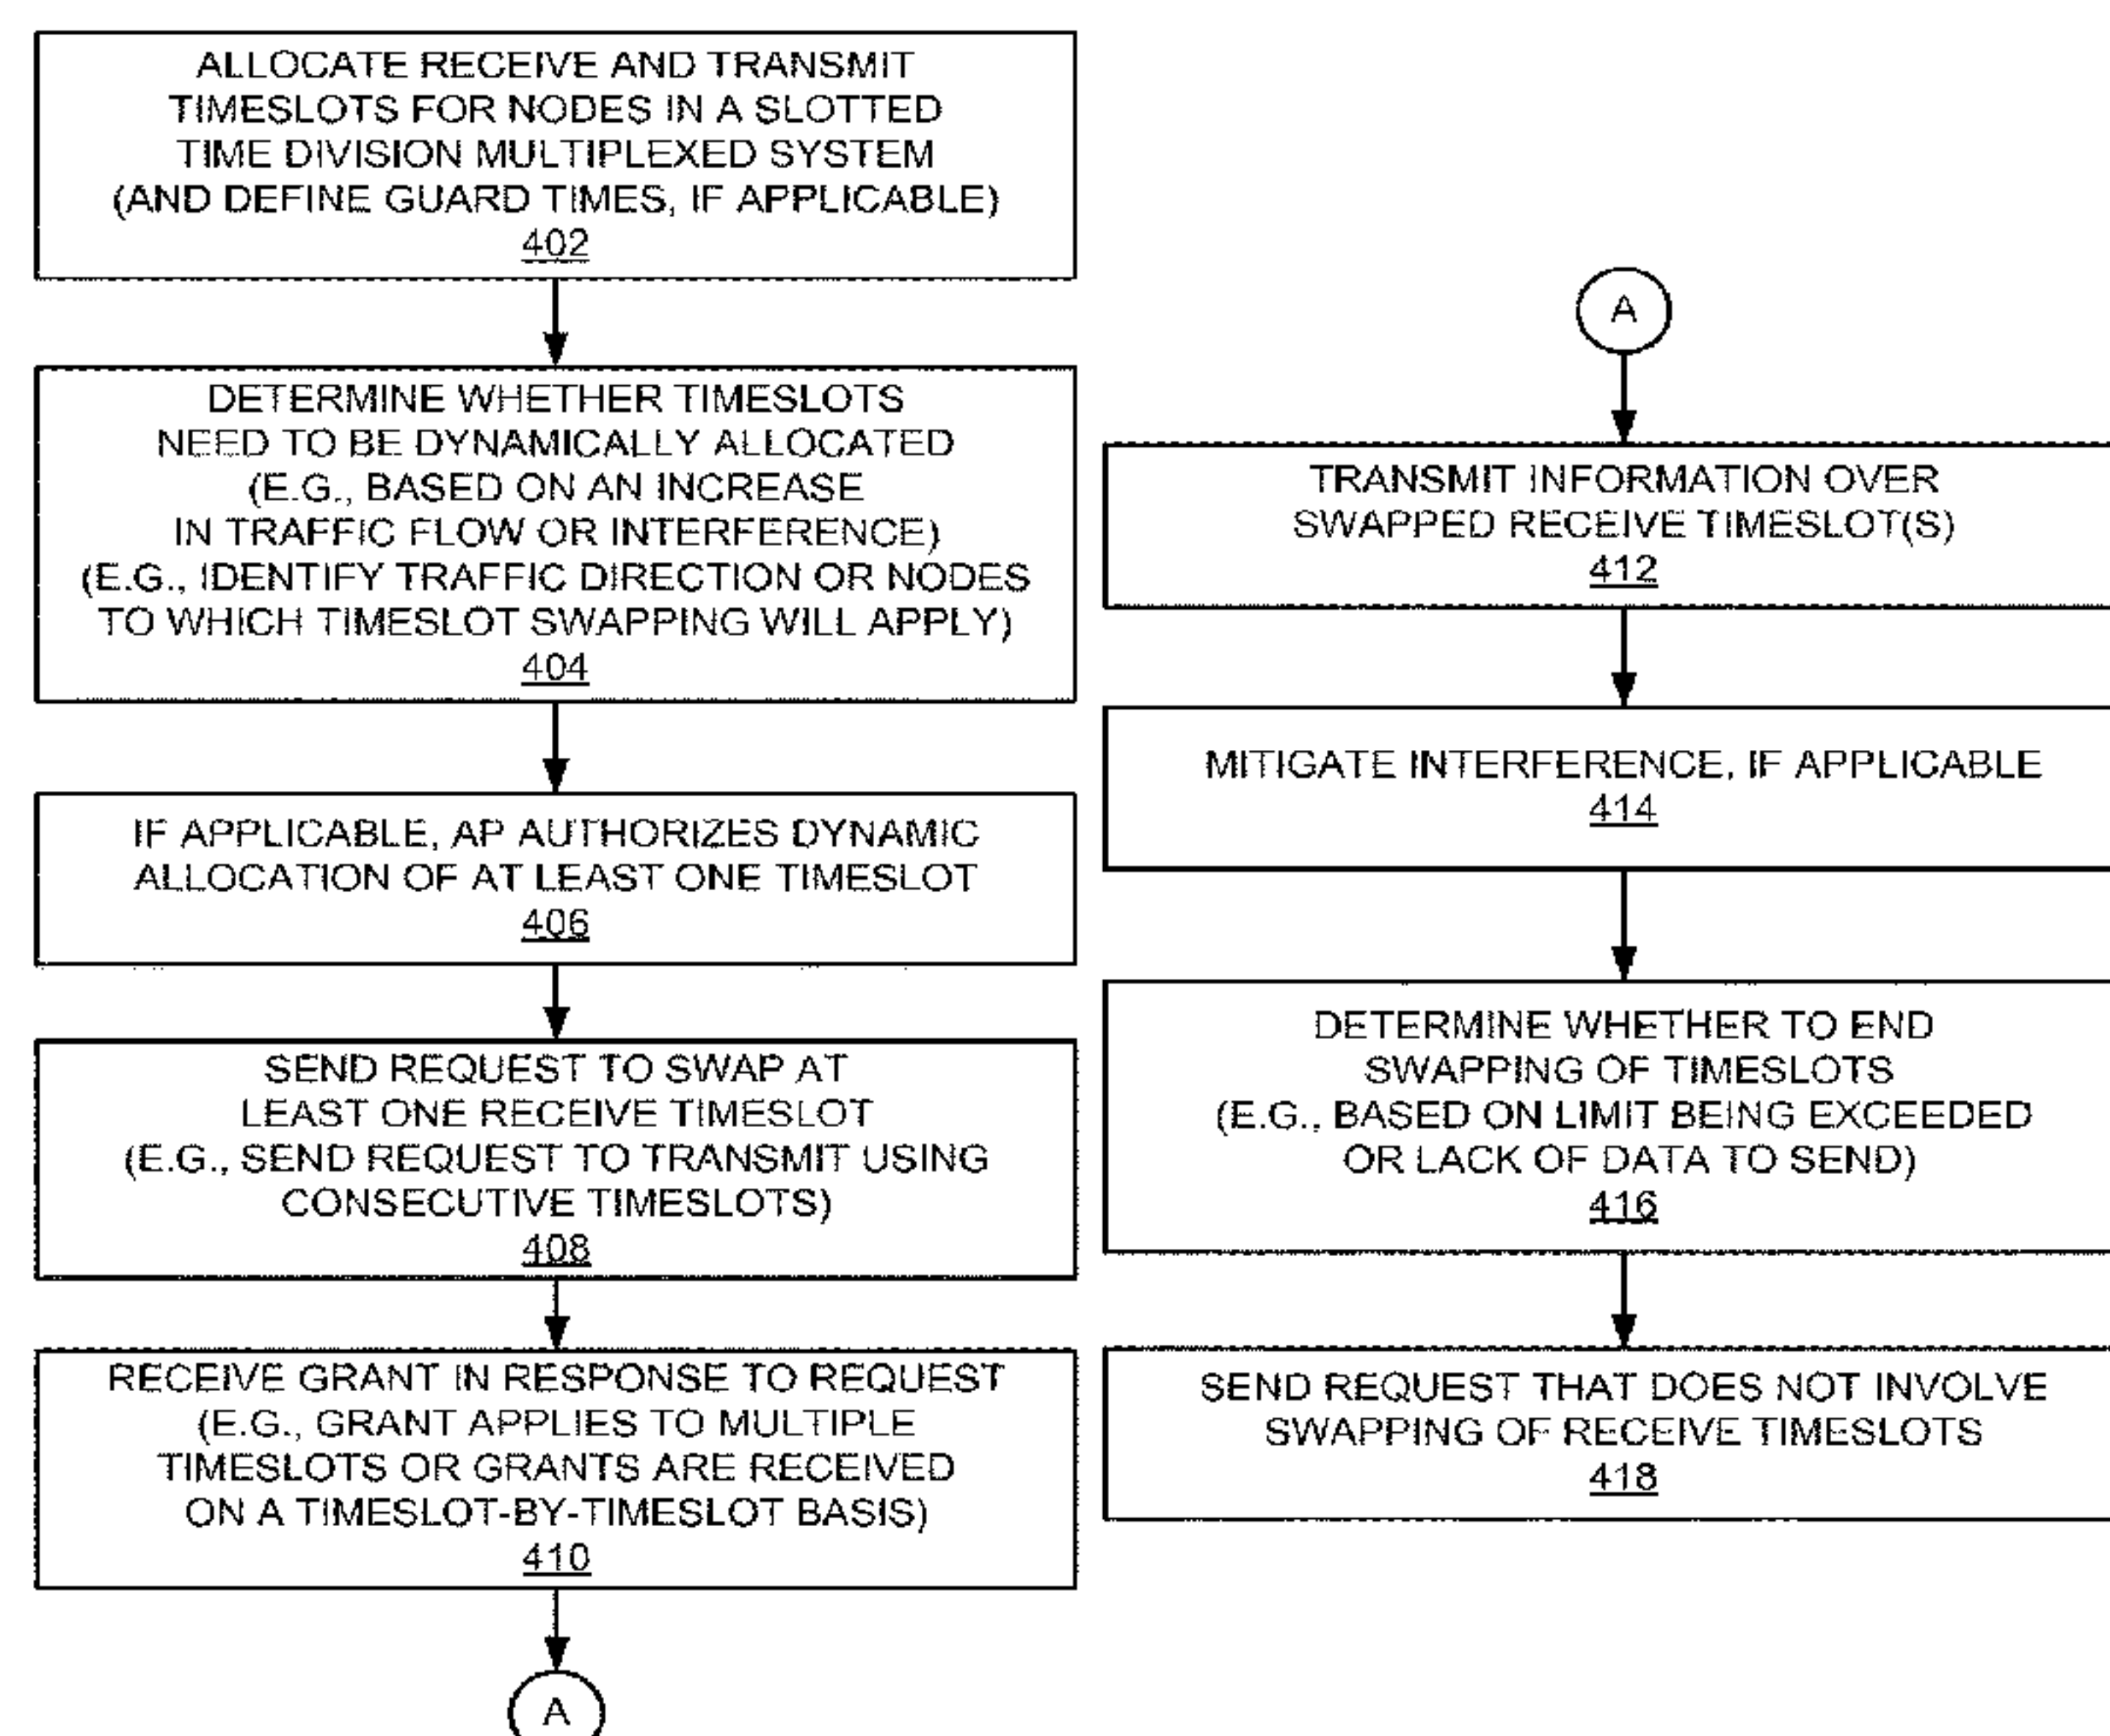 ALLOCATE RECEIVE AND TRANSMIT
TIMESLOTS FOR NODES IN A SLOTTED
TIME DIVISION MULTIPLEXED SYSTEM
(AND DEFINE GUARD TIMES, IF APPLICABLE)
402
DETERMINE WHETHER TIMESLOTS
NEED TO BE DYNAMICALLY ALLOCATED
(E.G., BASED ON AN INCREASE
IN TRAFFIC FLOW OR INTERFERENCE)
(E.G., IDENTIFY TRAFFIC DIRECTION OR NODES
TO WHICH TIMESLOT SWAPPING WILL APPLY)
404
IF APPLICABLE, AP AUTHORIZES DYNAMIC
ALLOCATION OF AT LEAST ONE TIMESLOT
406
SEND REQUEST TO SWAP AT
LEAST ONE RECEIVE TIMESLOT
(E.G., SEND REQUEST TO TRANSMIT USING
CONSECUTIVE TIMESLOTS)
408
RECEIVE GRANT IN RESPONSE TO REQUEST
(E.G., GRANT APPLIES TO MULTIPLE
TIMESLOTS OR GRANTS ARE RECEIVED
ON A TIMESLOT-BY-TIMESLOT BASIS)
410
A
A
TRANSMIT INFORMATION OVER
SWAPPED RECEIVE TIMESLOT(S)
412
MITIGATE INTERFERENCE, IF APPLICABLE
414
DETERMINE WHETHER TO END
SWAPPING OF TIMESLOTS
(E.G., BASED ON LIMIT BEING EXCEEDED
OR LACK OF DATA TO SEND)
416
SEND REQUEST THAT DOES NOT INVOLVE
SWAPPING OF RECEIVE TIMESLOTS
418